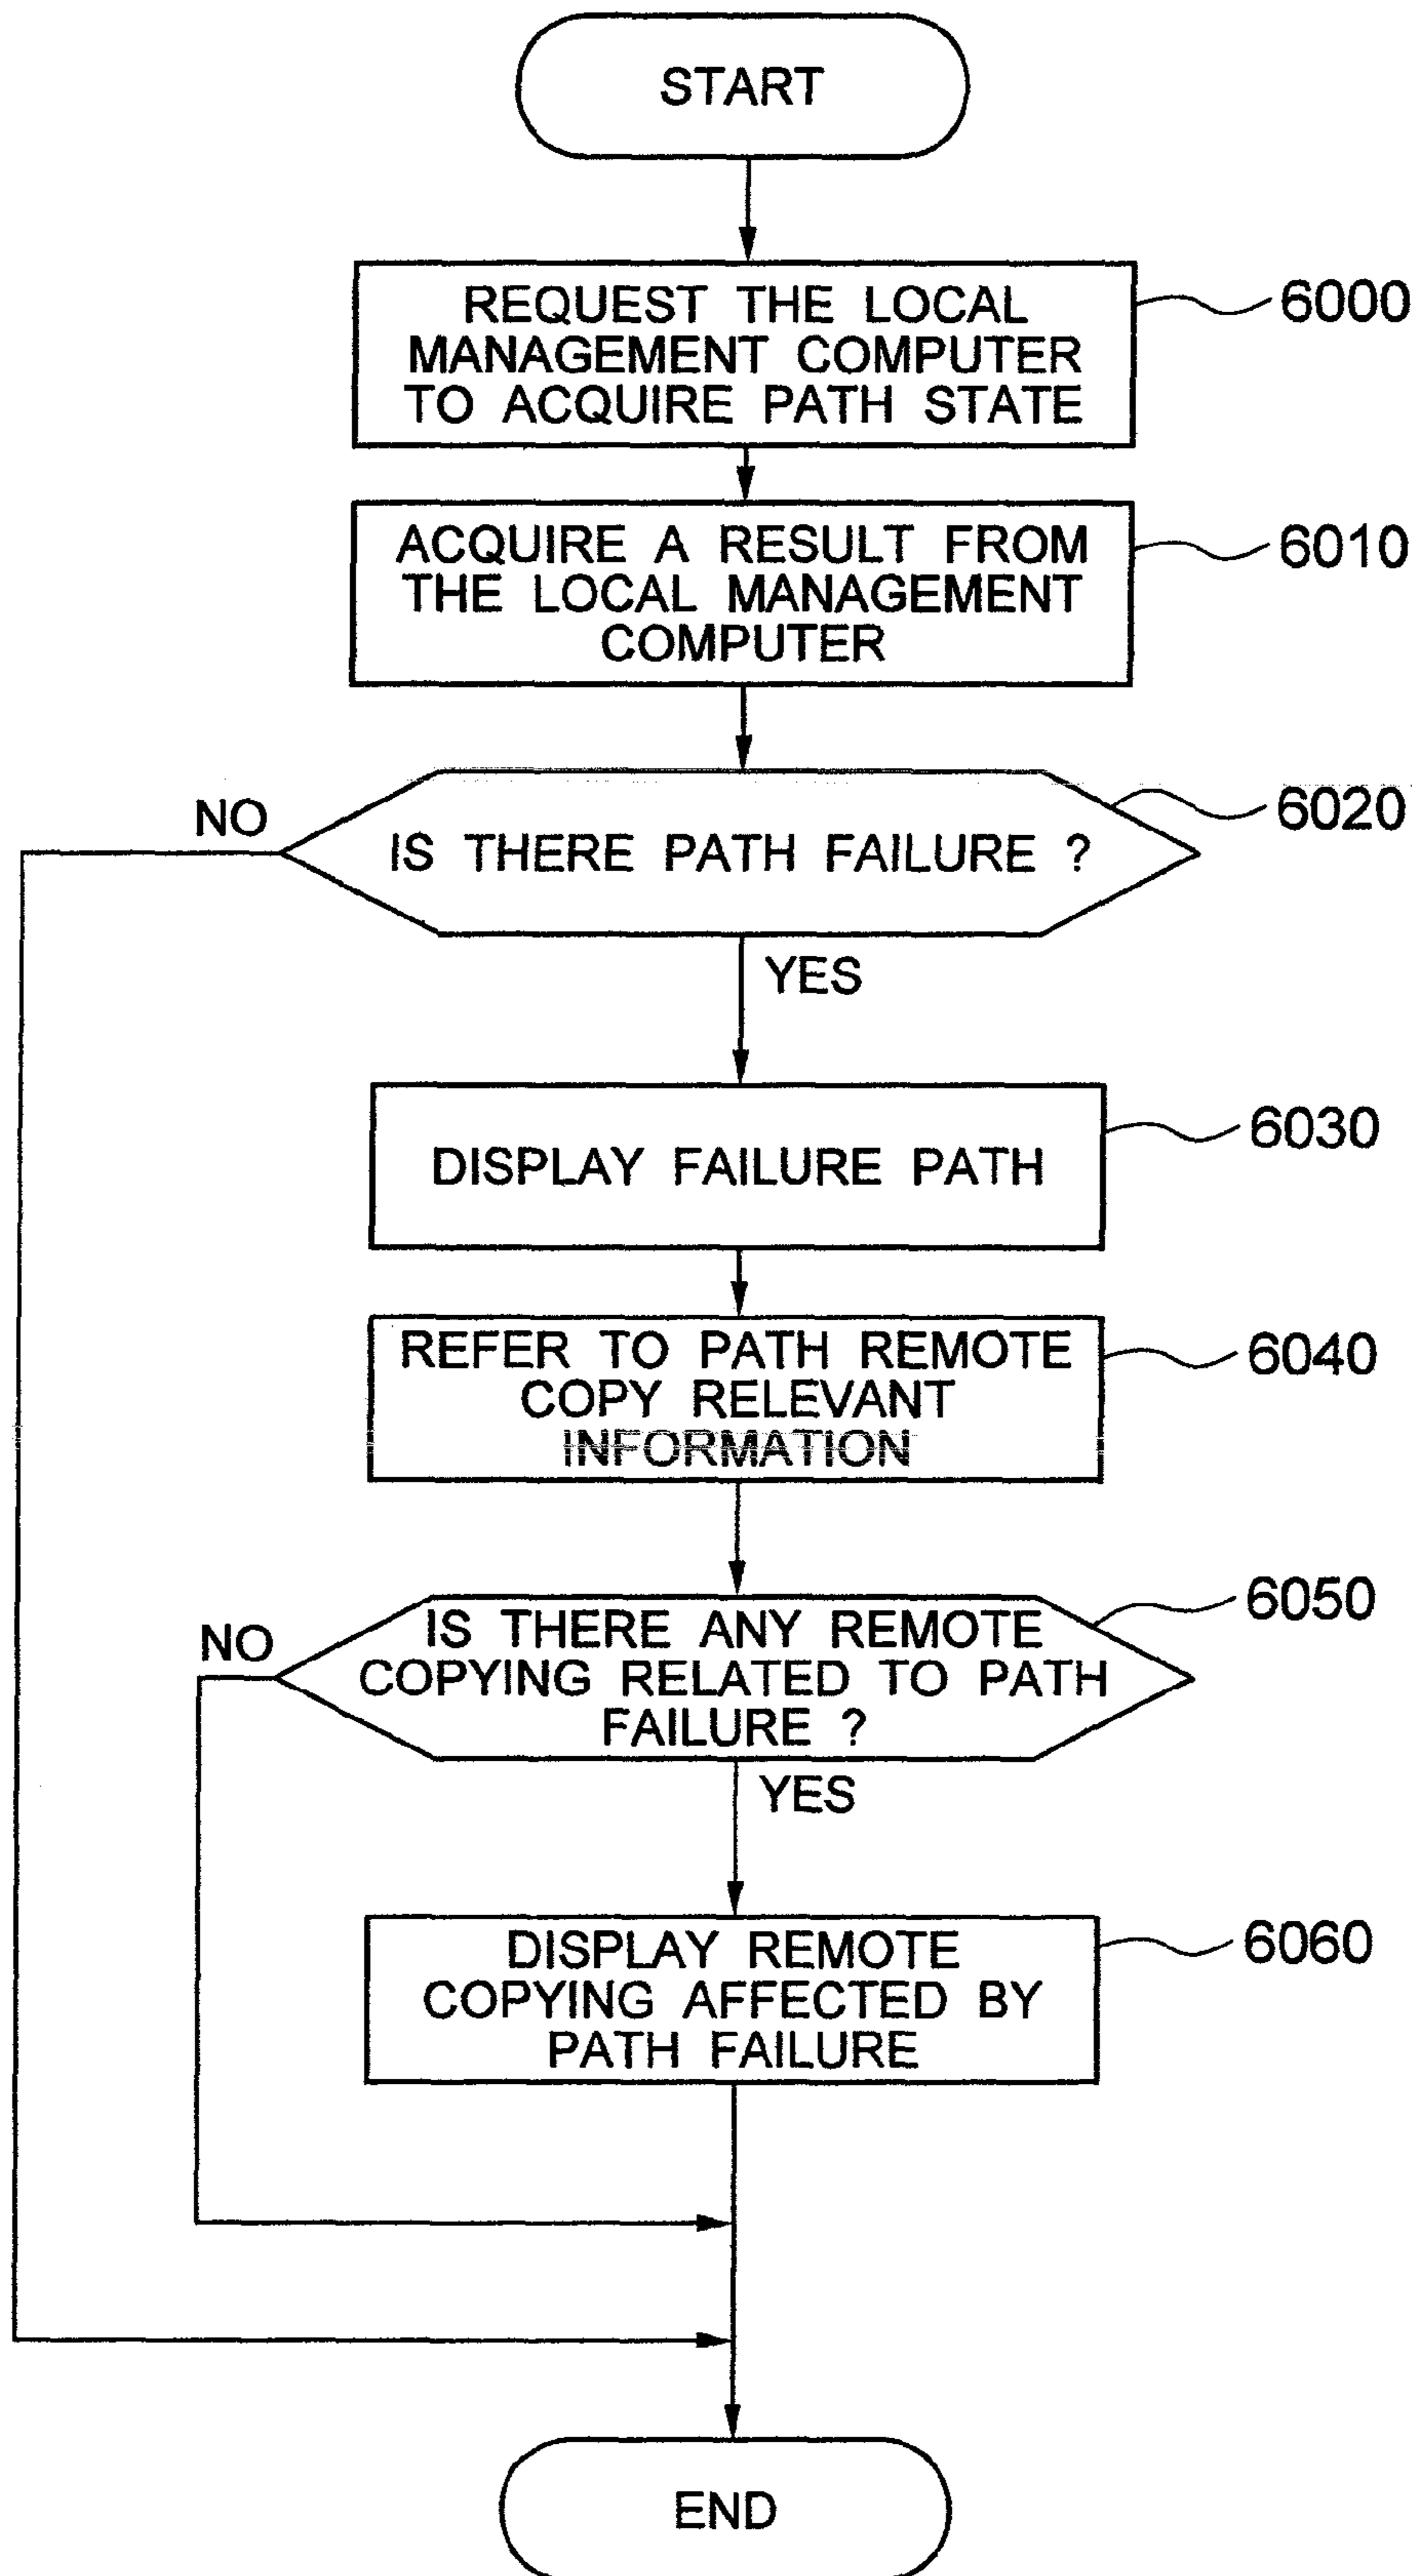 START
REQUEST THE LOCAL
MANAGEMENT COMPUTER
TO ACQUIRE PATH STATE
6000
ACQUIRE A RESULT FROM
THE LOCAL MANAGEMENT
COMPUTER
6010
NO
IS THERE PATH FAILURE ?
6020
YES
DISPLAY FAILURE PATH
6030
REFER TO PATH REMOTE
COPY RELEVANT
INFORMATION
6040
NO
IS THERE ANY REMOTE
COPYING RELATED TO PATH
FAILURE ?
6050
YES
DISPLAY REMOTE
COPYING AFFECTED BY
PATH FAILURE
6060
END